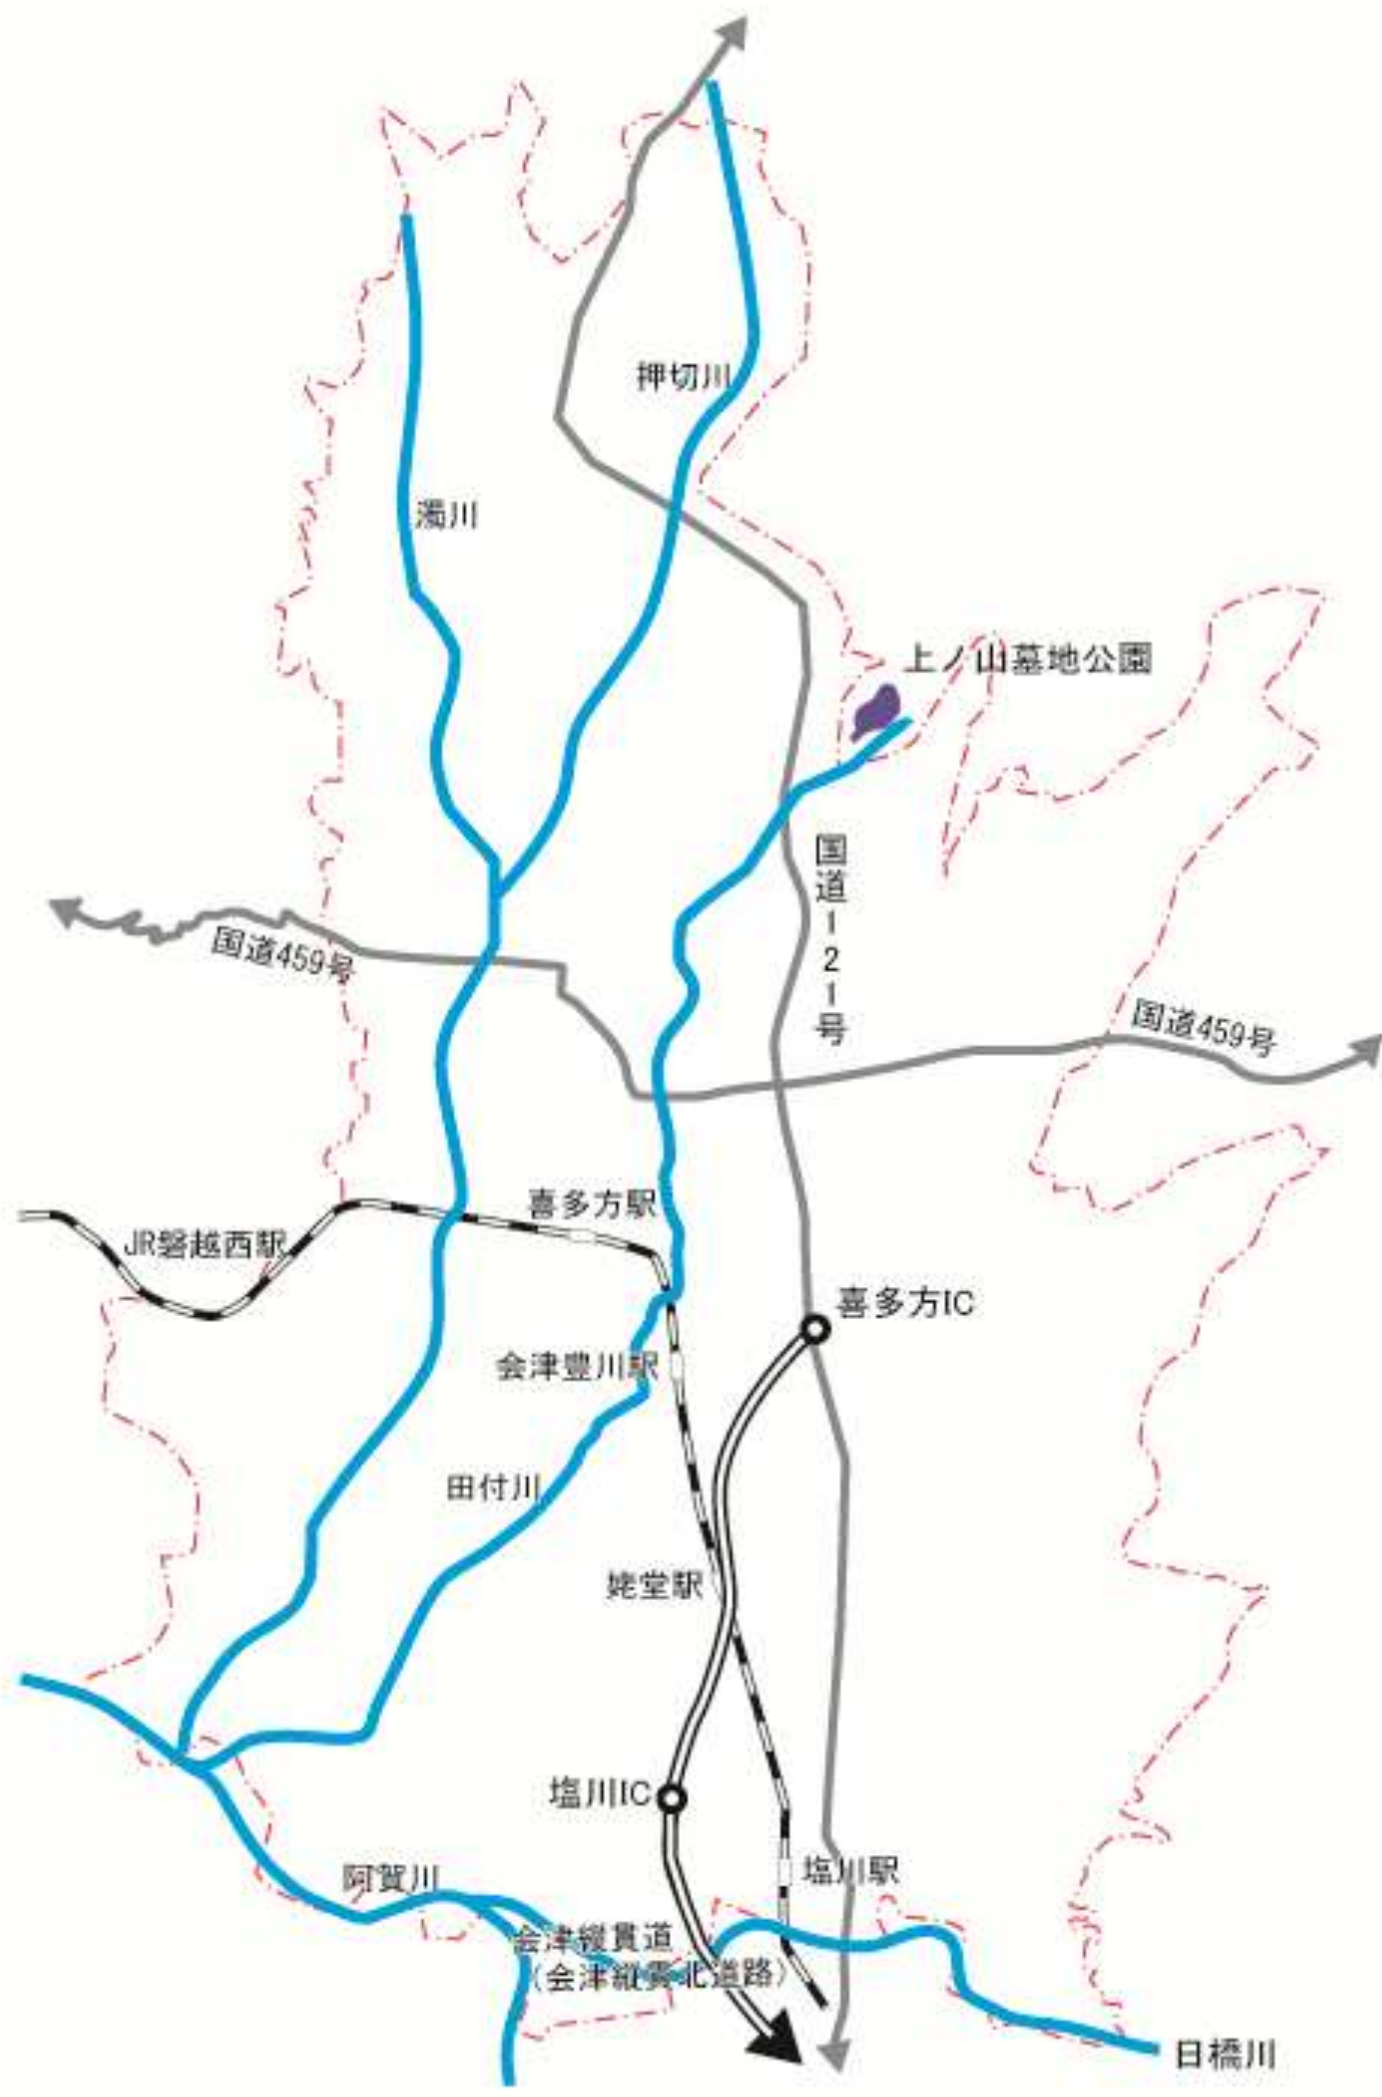 押切川
濁川
上ノ山墓地公園
国道121号
国道459号
国道459号
喜多方駅
JR磐越西駅
喜多方IC
会津豊川駅
田付川
姥堂駅
塩川IC
塩川駅
阿賀川
会津縦貫道
（会津縦貫北道路）
日橋川